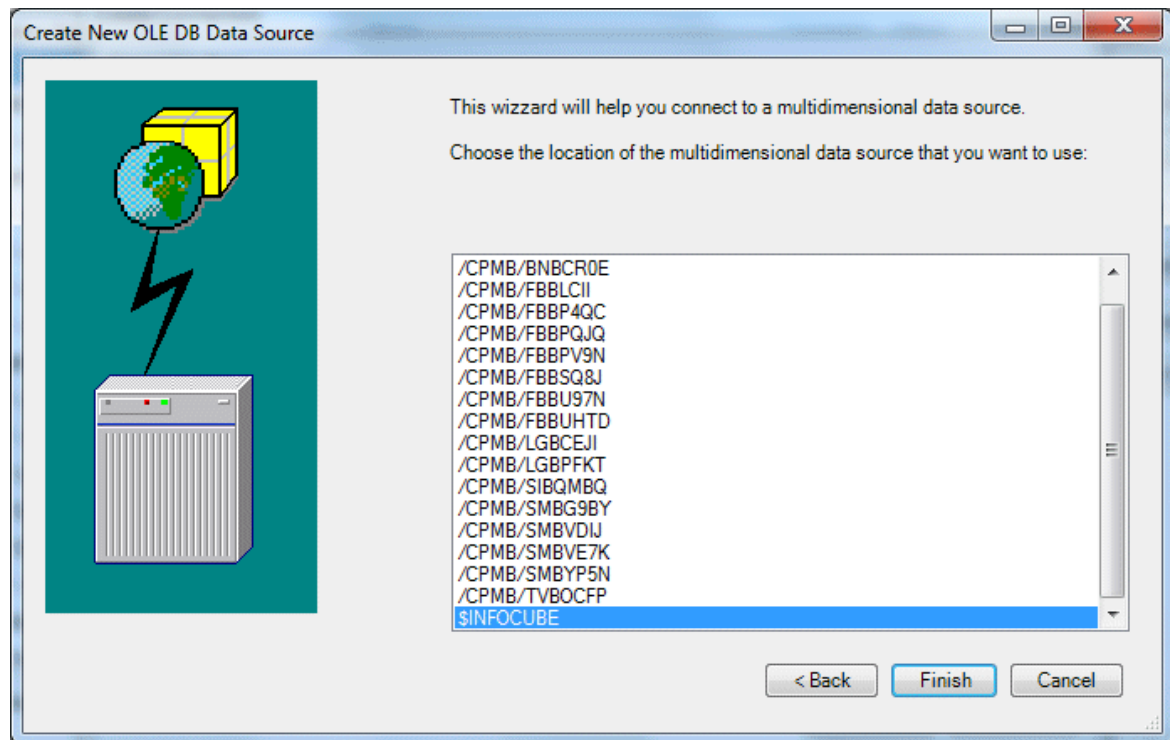 Create New OLE DB Data Source
This wizzard will help you connect to a multidimensional data source.
Choose the location of the multidimensional data source that you want to use:
/CPMB/BNBCR0E
/CPMB/FBBLCII
/CPMB/FBBP4QC
/CPMB/FBBPQJQ
/CPMB/FBBPV9N
/CPMB/FBBSQ8J
/CPMB/FBBU97N
/CPMB/FBBUHTD
/CPMB/LGBCEJI
/CPMB/LGBPFKT
/CPMB/SIBQMBQ
/CPMB/SMBG9BY
/CPMB/SMBVDIJ
/CPMB/SMBVE7K
/CPMB/SMBYP5N
/CPMB/TVBOCFP
$INFOCUBE
< Back Finish Cancel